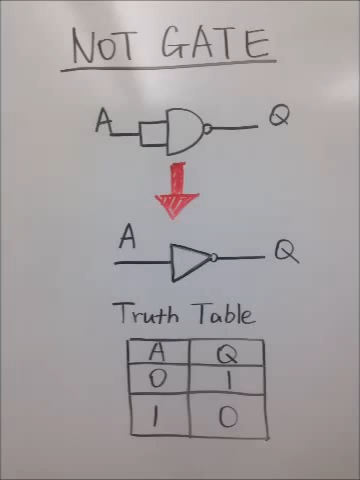 NOT GATE
A Q
A Q
Truth Table
A Q
0 1
1 0